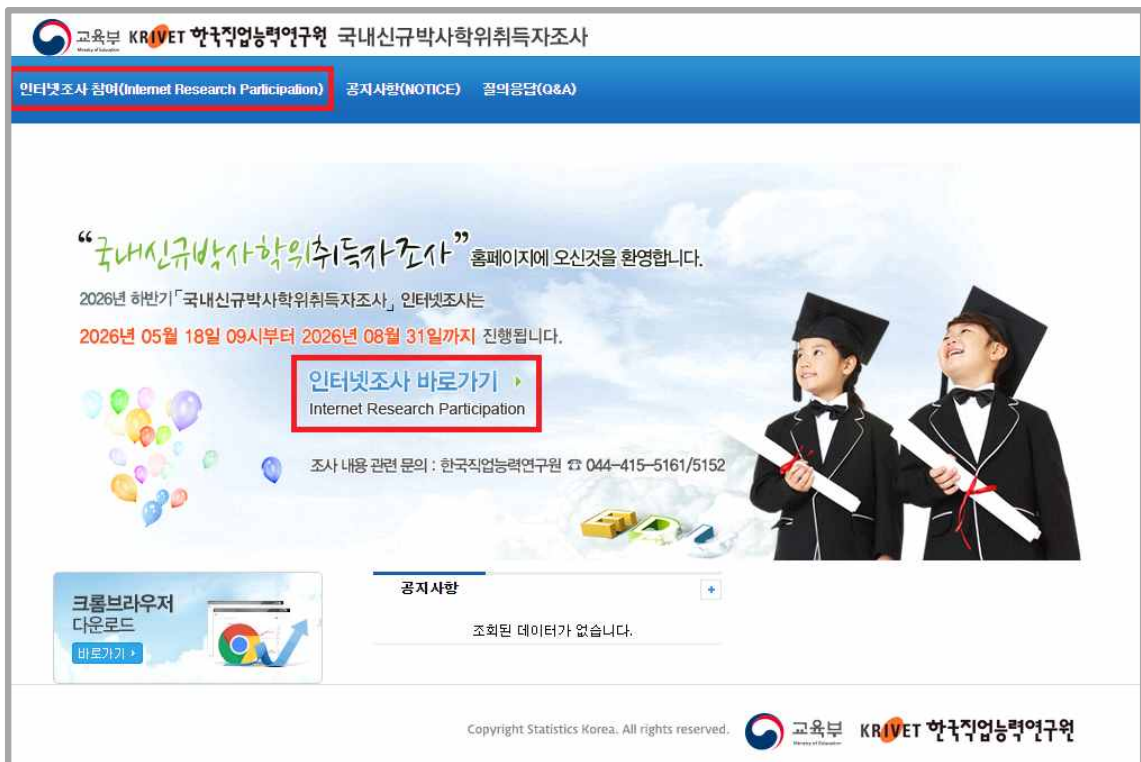 교육부 KRIVET 한국직업능력연구원 국내신규박사학위취득자조사
Ministry of Education
인터넷조사 참여(Internet Research Participation) 공지사항(NOTICE) 질의응답(Q&A)
“국내신규박사학위취득자조사” 홈페이지에 오신것을 환영합니다.
2026년 하반기「국내신규박사학위취득자조사」 인터넷조사는
2026년 05월 18일 09시부터 2026년 08월 31일까지 진행됩니다.
인터넷조사 바로가기
Internet Research Participation
조사 내용 관련 문의 : 한국직업능력연구원 ☎ 044-415-5161/5152
공지사항
조회된 데이터가 없습니다.
크롬브라우저
다운로드
바로가기
Copyright Statistics Korea. All rights reserved. 교육부 KRIVET 한국직업능력연구원
Ministry of Education